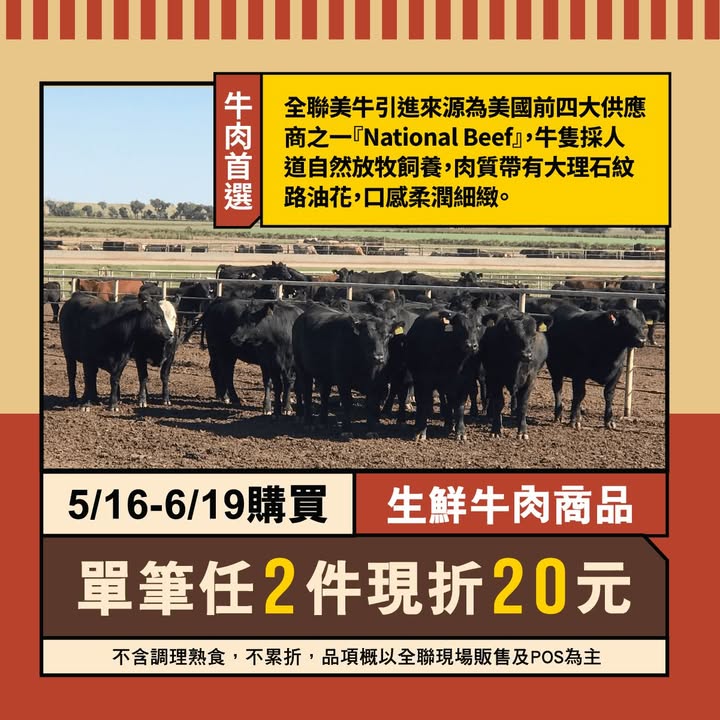 牛肉首選
全聯美牛引進來源為美國前四大供應
商之一『National Beef』，牛隻採人
道自然放牧飼養，肉質帶有大理石紋
路油花，口感柔潤細緻。
5/16-6/19購買
生鮮牛肉商品
單筆任2件現折20元
不含調理熟食，不累折，品項概以全聯現場販售及POS為主